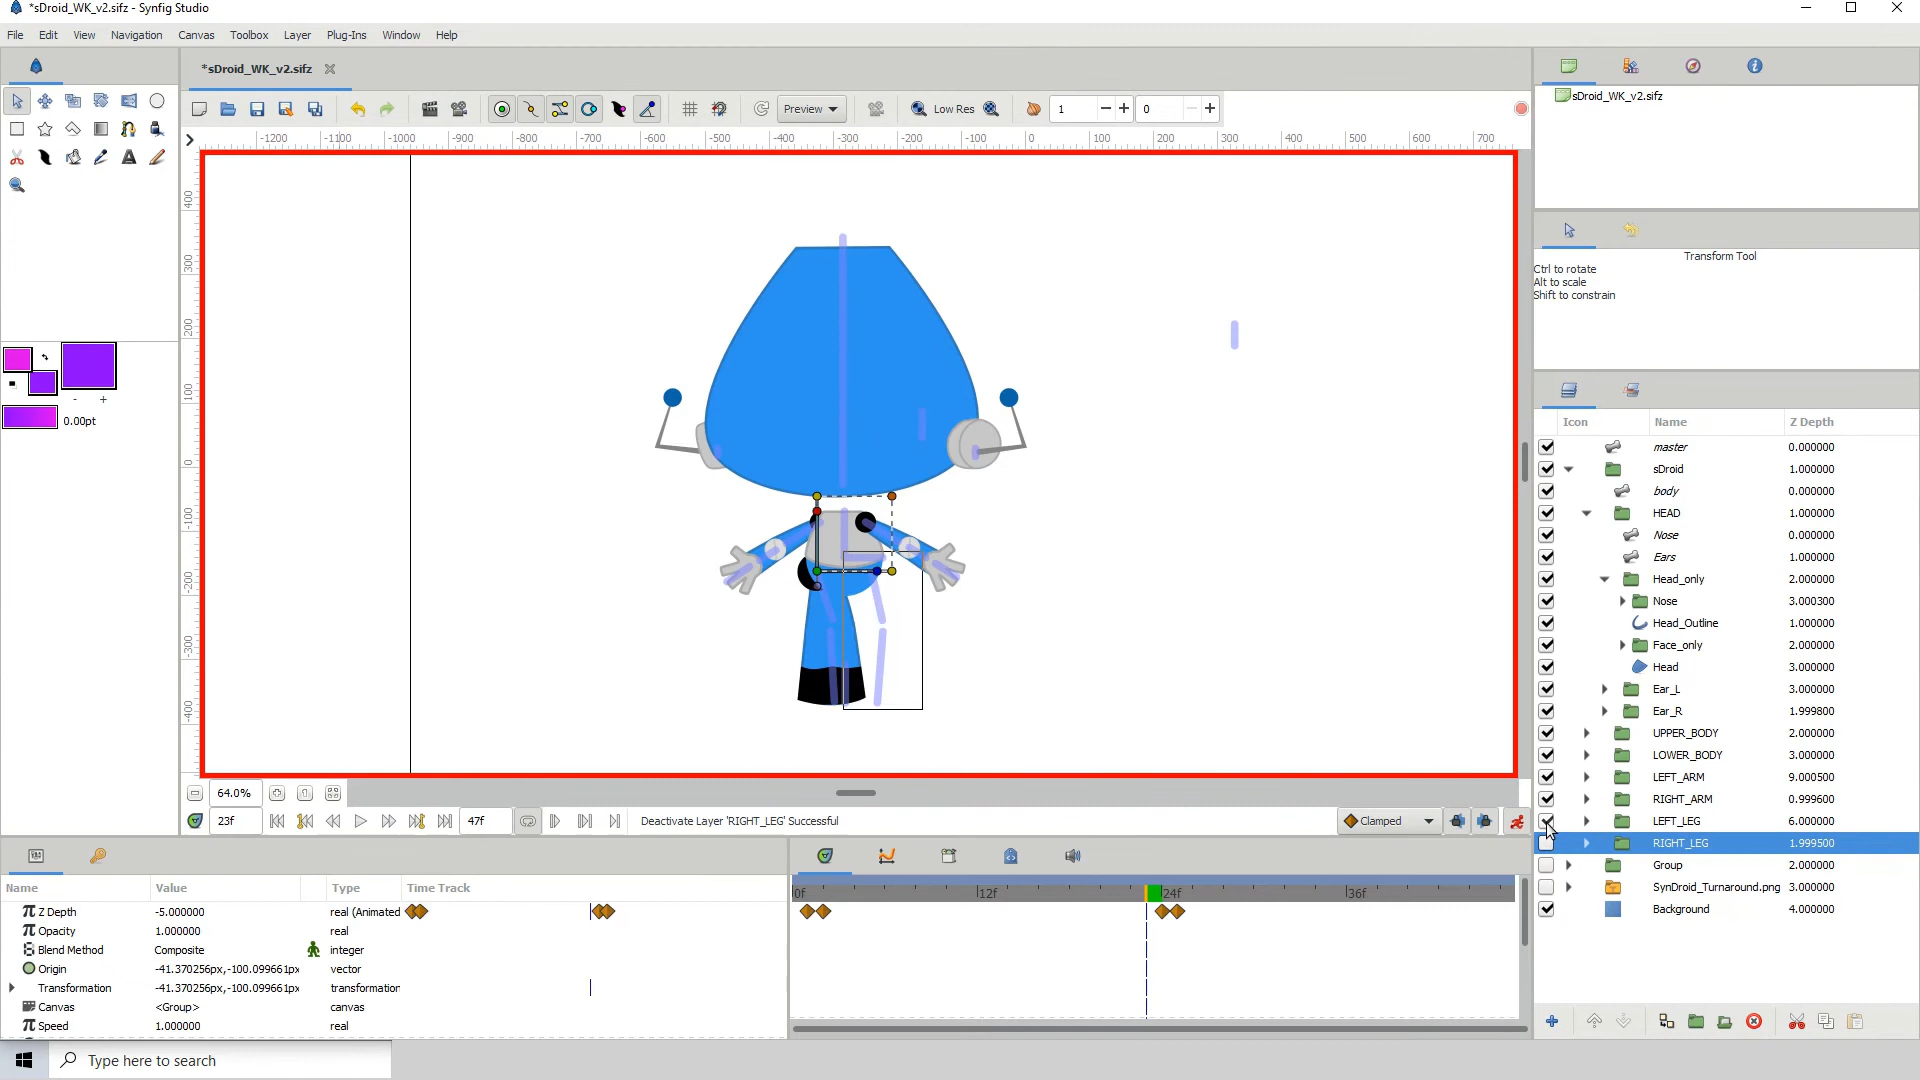 *sDroid_WK_v2.sifz - Synfig Studio
File Edit View Navigation Canvas Toolbox Layer Plug-Ins Window Help
*sDroid_WK_v2.sifz
Preview Low Res 1 0
-1200 -1100 -1000 -900 -800 -700 -600 -500 -400 -300 -200 -100 0 100 200 300 400 500 600 700
400
300
200
100
0
-100
-200
-300
-400
0.00pt
sDroid_WK_v2.sifz
Transform Tool
Ctrl to rotate
Alt to scale
Shift to constrain
Icon Name Z Depth
master 0.000000
sDroid 1.000000
body 0.000000
HEAD 1.000000
Nose 0.000000
Ears 1.000000
Head_only 2.000000
Nose 3.000300
Head_Outline 1.000000
Face_only 2.000000
Head 3.000000
Ear_L 3.000000
Ear_R 1.999800
UPPER_BODY 2.000000
LOWER_BODY 3.000000
LEFT_ARM 9.000500
RIGHT_ARM 0.999600
LEFT_LEG 6.000000
RIGHT_LEG 1.999500
Group 2.000000
SynDroid_Turnaround.png 3.000000
Background 4.000000
64.0%
23f 47f Deactivate Layer 'RIGHT_LEG' Successful Clamped
Name Value Type Time Track
0f 12f 24f 36f
Z Depth -5.000000 real (Animated
Opacity 1.000000 real
Blend Method Composite integer
Origin -41.370256px,-100.099661px vector
Transformation -41.370256px,-100.099661px transformation
Canvas <Group> canvas
Speed 1.000000 real
Type here to search